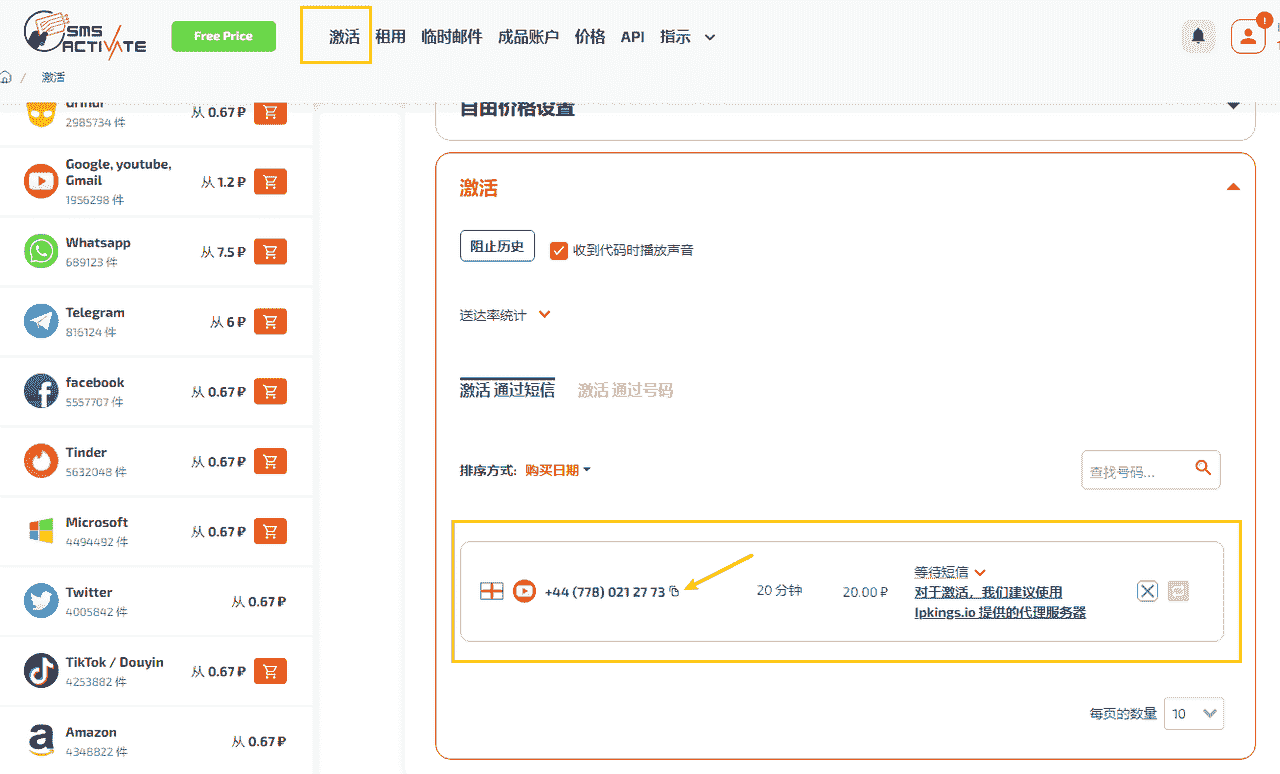 SMS
ACTIVATE
Free Price
激活 租用 临时邮件 成品账户 价格 API 指示
!
/ 激活
Grindr
2985734 件
从 0.67 ₽
Google, youtube,
Gmail
1956298 件
从 1.2 ₽
Whatsapp
689123 件
从 7.5 ₽
Telegram
816124 件
从 6 ₽
facebook
5557707 件
从 0.67 ₽
Tinder
5632048 件
从 0.67 ₽
Microsoft
4494492 件
从 0.67 ₽
Twitter
4005842 件
从 0.67 ₽
TikTok / Douyin
4253882 件
从 0.67 ₽
Amazon
4348822 件
从 0.67 ₽
自由价格设置
激活
阻止历史
收到代码时播放声音
送达率统计
激活 通过短信 激活 通过号码
排序方式: 购买日期
查找号码...
+44 (778) 021 27 73
20 分钟
20.00 ₽
等待短信
对于激活，我们建议使用
Ipkings.io 提供的代理服务器
每页的数量 10